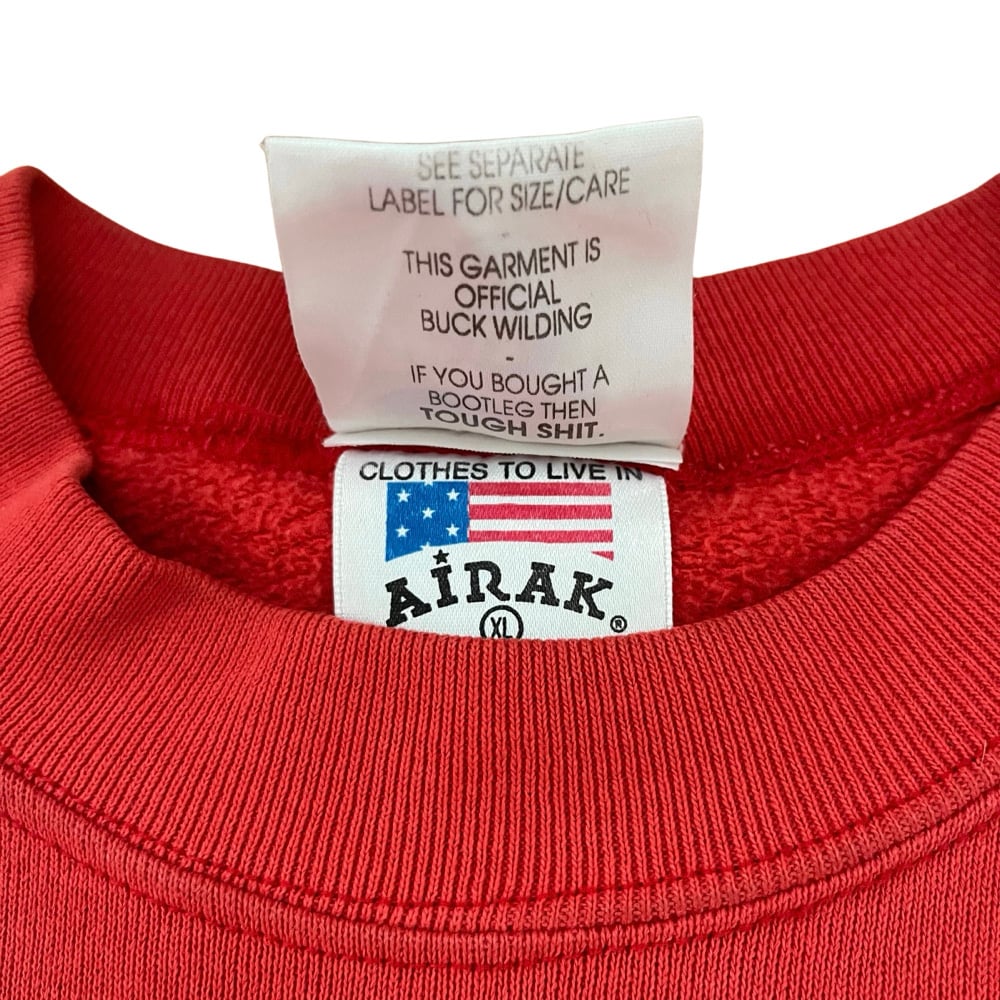 SEE SEPARATE
LABEL FOR SIZE/CARE
THIS GARMENT IS
OFFICIAL
BUCK WILDING
-
IF YOU BOUGHT A
BOOTLEG THEN
TOUGH SHIT.
CLOTHES TO LIVE IN
AiRAK
XL ®